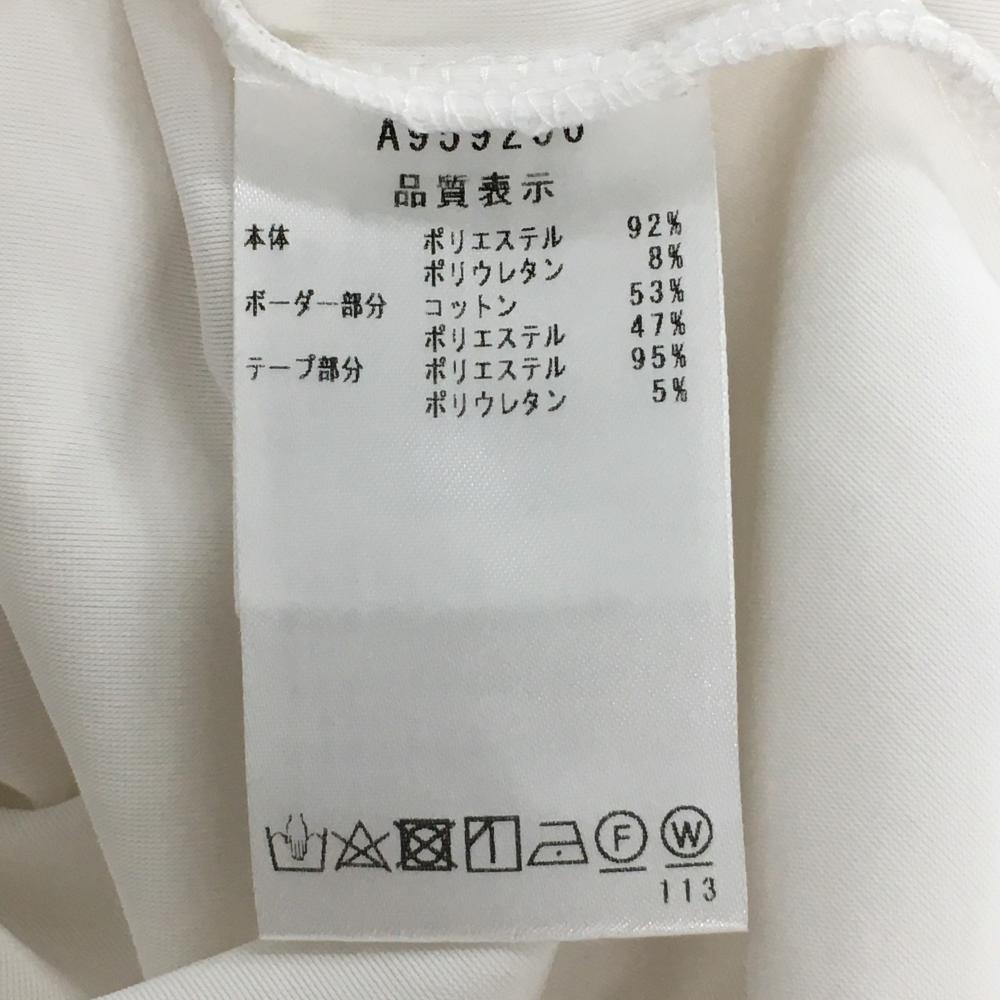 品質表示
本体 ポリエステル 92%
ポリウレタン 8%
ボーダー部分 コットン 53%
ポリエステル 47%
テープ部分 ポリエステル 95%
ポリウレタン 5%
F W
113